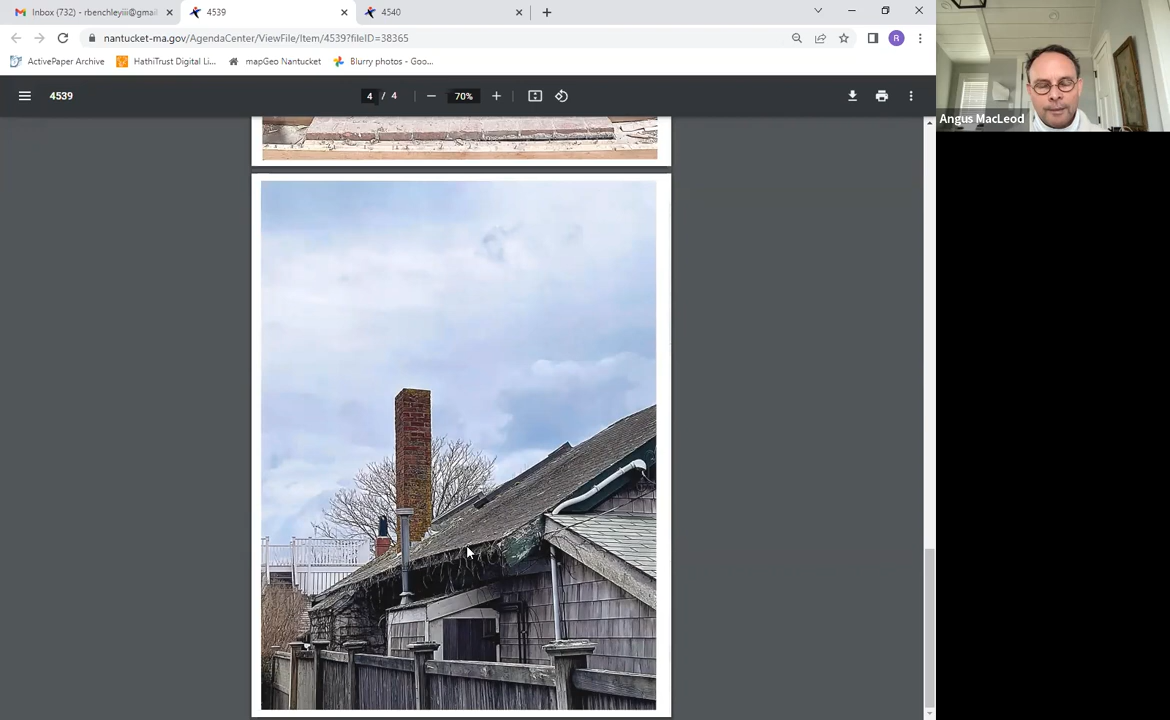 Inbox (732) - rbenchleyiii@gmai
4539
4540
nantucket-ma.gov/AgendaCenter/ViewFile/Item/4539?fileID=38365
R
ActivePaper Archive
HathiTrust Digital Li...
mapGeo Nantucket
Blurry photos - Goo...
4539
4 / 4
70%
Angus MacLeod